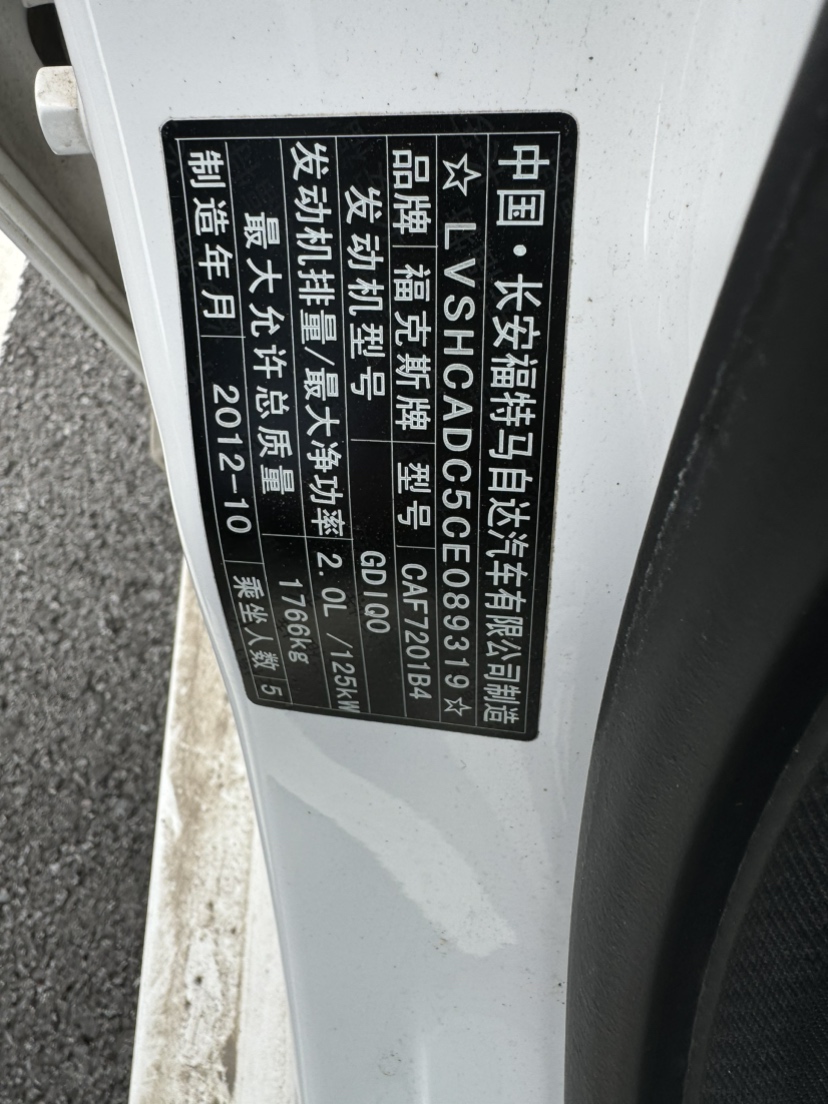 中国·长安福特马自达汽车有限公司制造
☆LVSHCADC5CE089319☆
品牌 福克斯牌 型号 CAF7201B4
发动机型号 GDIQ0
发动机排量/最大净功率 2.0L /125kW
最大允许总质量 1766kg
制造年月 2012-10 乘坐人数 5